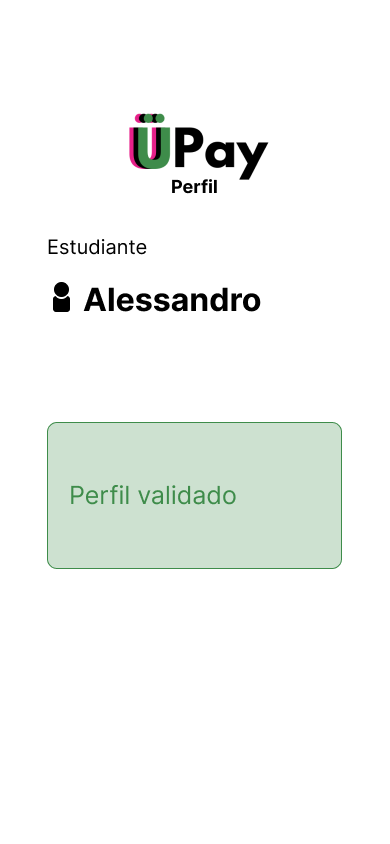 ÜPay
Perfil
Estudiante
Alessandro
Perfil validado